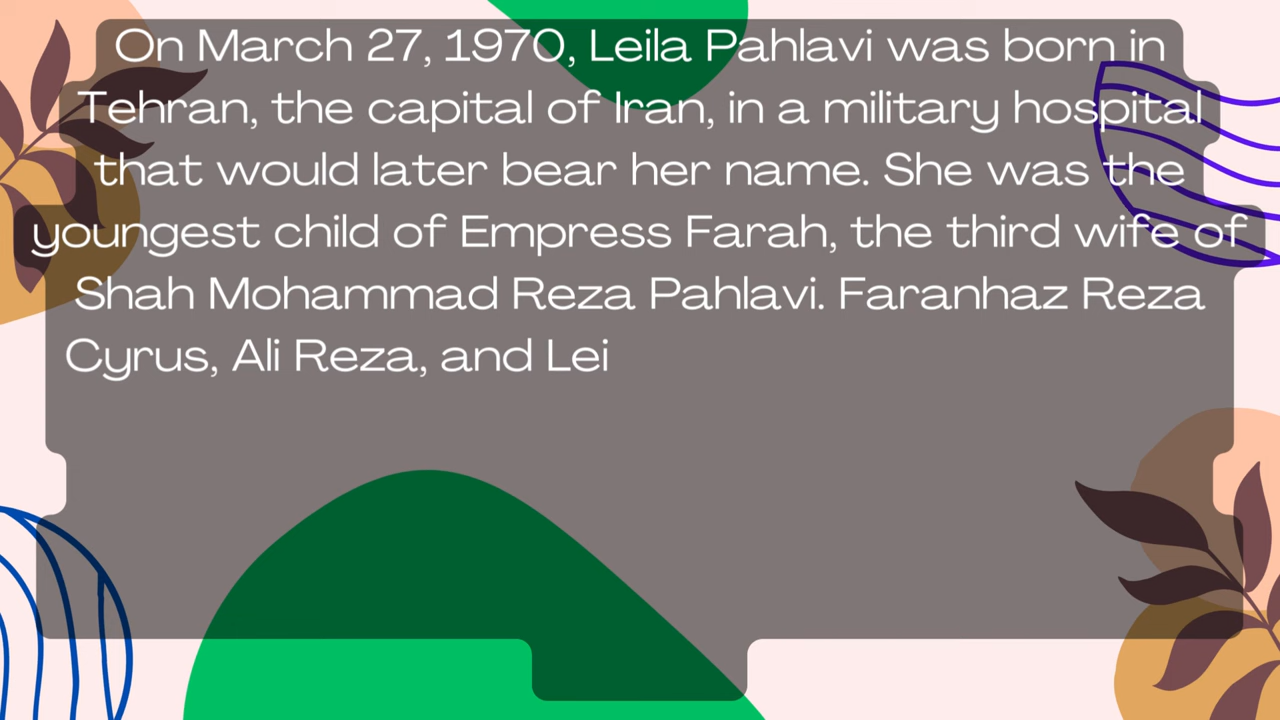 On March 27, 1970, Leila Pahlavi was born in
Tehran, the capital of Iran, in a military hospital
that would later bear her name. She was the
youngest child of Empress Farah, the third wife of
Shah Mohammad Reza Pahlavi. Faranhaz Reza
Cyrus, Ali Reza, and Lei